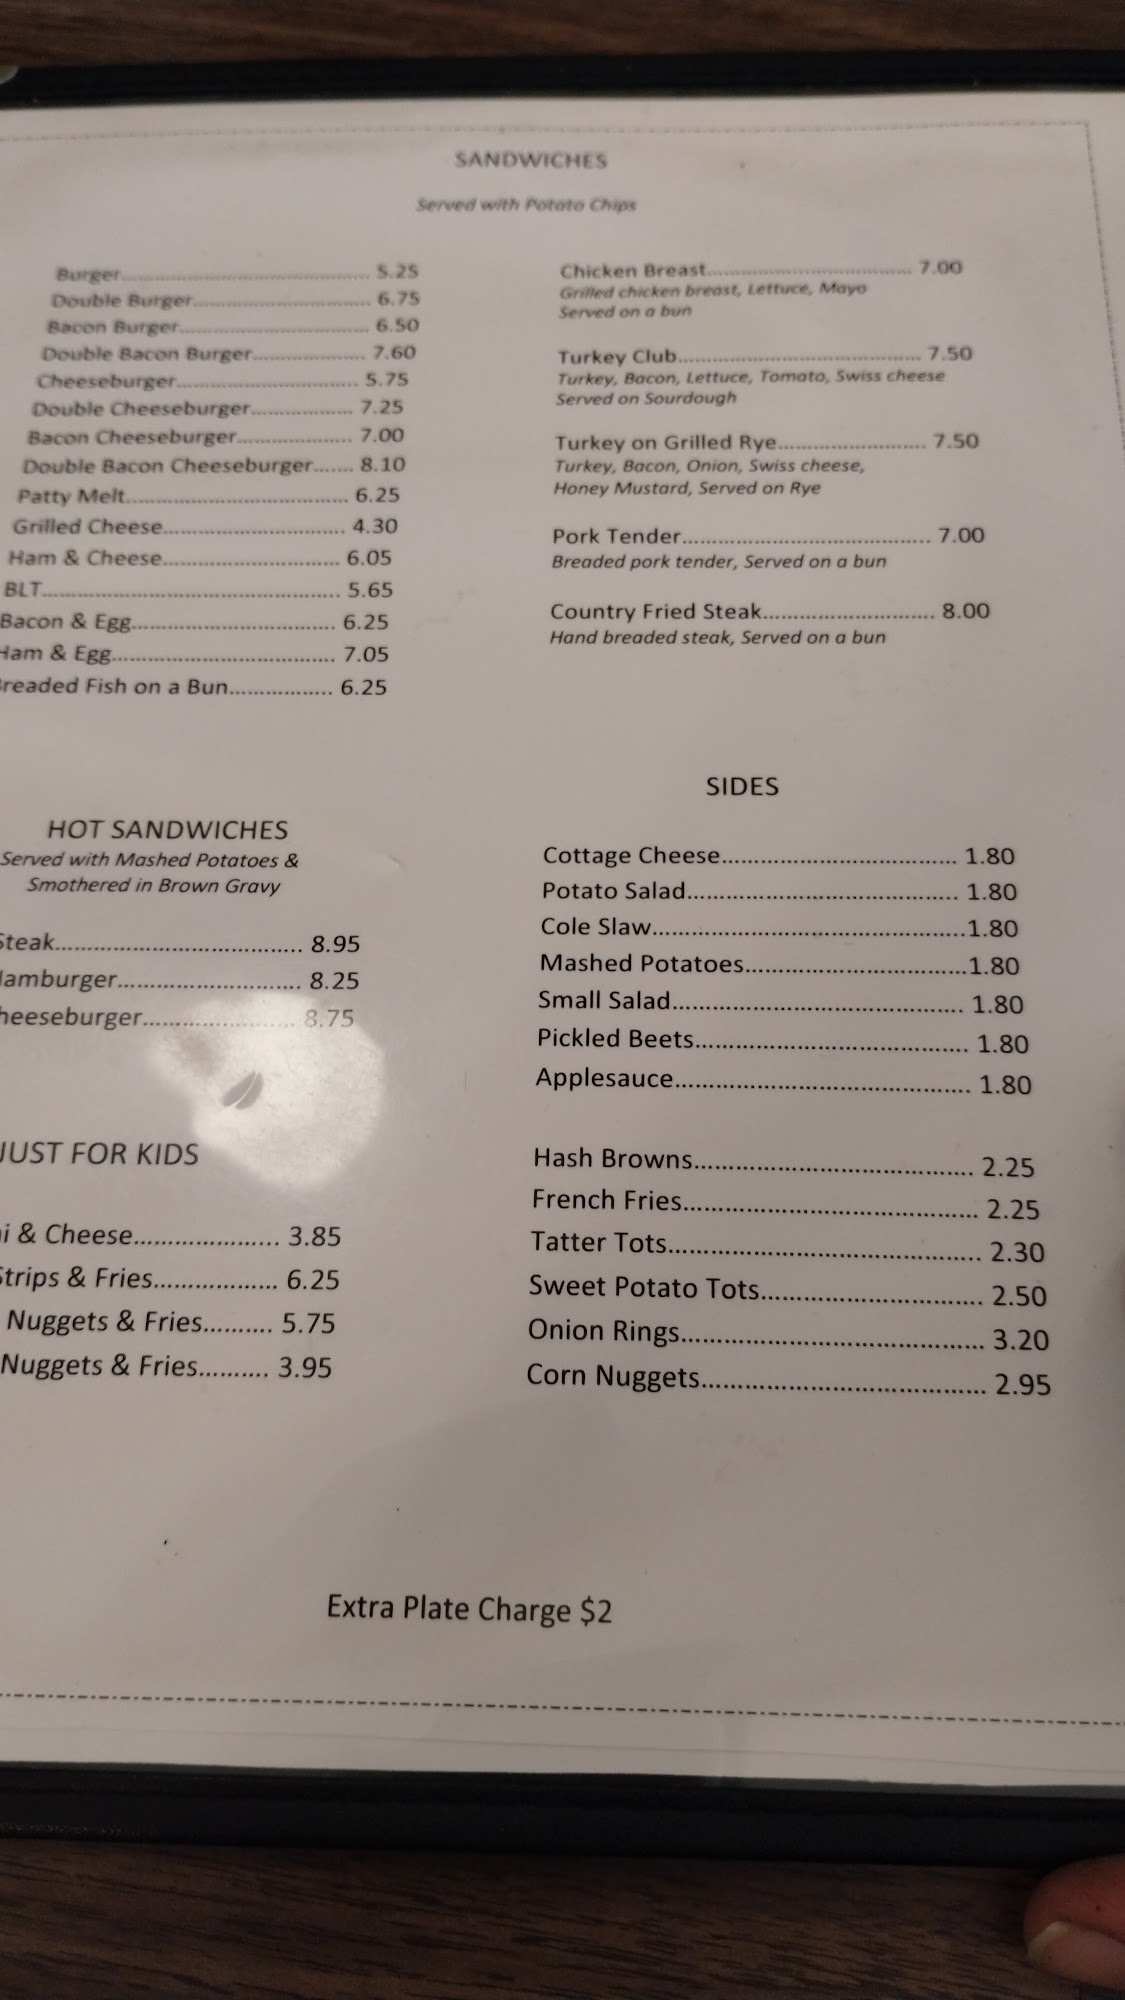 SANDWICHES
Served with Potato Chips
Burger..... 5.25
Double Burger..... 6.75
Bacon Burger..... 6.50
Double Bacon Burger..... 7.60
Cheeseburger..... 5.75
Double Cheeseburger..... 7.25
Bacon Cheeseburger..... 7.00
Double Bacon Cheeseburger..... 8.10
Patty Melt..... 6.25
Grilled Cheese..... 4.30
Ham & Cheese..... 6.05
BLT..... 5.65
Bacon & Egg..... 6.25
Ham & Egg..... 7.05
Breaded Fish on a Bun..... 6.25
Chicken Breast..... 7.00
Grilled chicken breast, Lettuce, Mayo
Served on a bun
Turkey Club..... 7.50
Turkey, Bacon, Lettuce, Tomato, Swiss cheese
Served on Sourdough
Turkey on Grilled Rye..... 7.50
Turkey, Bacon, Onion, Swiss cheese,
Honey Mustard, Served on Rye
Pork Tender..... 7.00
Breaded pork tender, Served on a bun
Country Fried Steak..... 8.00
Hand breaded steak, Served on a bun
HOT SANDWICHES
Served with Mashed Potatoes &
Smothered in Brown Gravy
Steak..... 8.95
Hamburger..... 8.25
Cheeseburger..... 8.75
JUST FOR KIDS
& Cheese..... 3.85
Strips & Fries..... 6.25
Nuggets & Fries..... 5.75
Nuggets & Fries..... 3.95
SIDES
Cottage Cheese..... 1.80
Potato Salad..... 1.80
Cole Slaw..... 1.80
Mashed Potatoes..... 1.80
Small Salad..... 1.80
Pickled Beets..... 1.80
Applesauce..... 1.80
Hash Browns..... 2.25
French Fries..... 2.25
Tatter Tots..... 2.30
Sweet Potato Tots..... 2.50
Onion Rings..... 3.20
Corn Nuggets..... 2.95
Extra Plate Charge $2